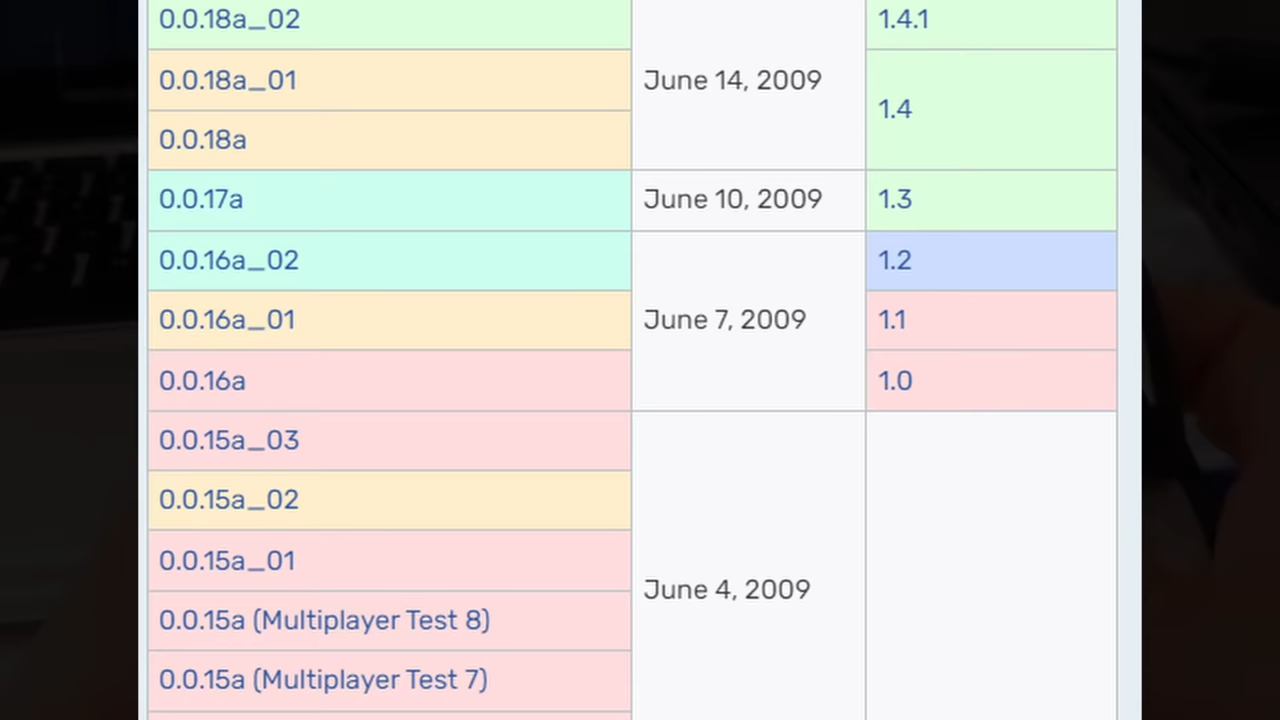 0.0.18a_02
1.4.1
0.0.18a_01
June 14, 2009
1.4
0.0.18a
0.0.17a
June 10, 2009
1.3
0.0.16a_02
1.2
0.0.16a_01
June 7, 2009
1.1
0.0.16a
1.0
0.0.15a_03
0.0.15a_02
0.0.15a_01
June 4, 2009
0.0.15a (Multiplayer Test 8)
0.0.15a (Multiplayer Test 7)